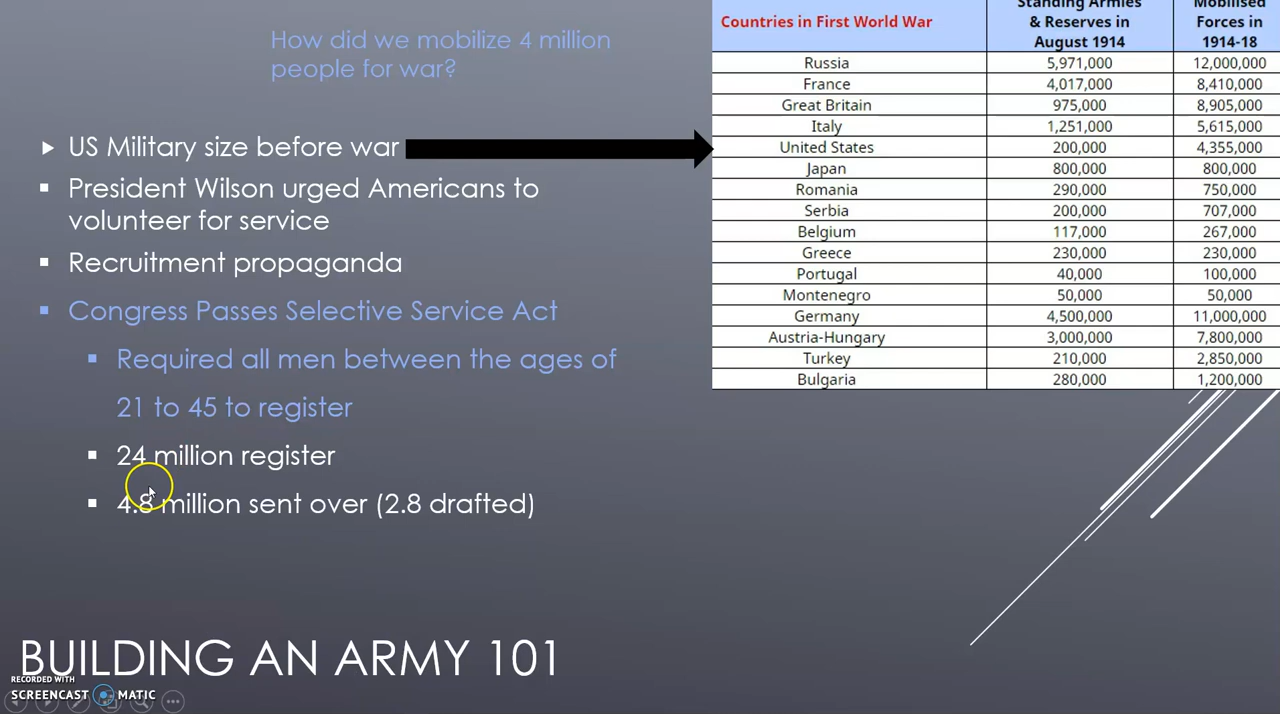 How did we mobilize 4 million
people for war?
US Military size before war
President Wilson urged Americans to
volunteer for service
Recruitment propaganda
Congress Passes Selective Service Act
Required all men between the ages of
21 to 45 to register
24 million register
4.8 million sent over (2.8 drafted)
Countries in First World War
Standing Armies
& Reserves in
August 1914
Mobilised
Forces in
1914-18
Russia 5,971,000 12,000,000
France 4,017,000 8,410,000
Great Britain 975,000 8,905,000
Italy 1,251,000 5,615,000
United States 200,000 4,355,000
Japan 800,000 800,000
Romania 290,000 750,000
Serbia 200,000 707,000
Belgium 117,000 267,000
Greece 230,000 230,000
Portugal 40,000 100,000
Montenegro 50,000 50,000
Germany 4,500,000 11,000,000
Austria-Hungary 3,000,000 7,800,000
Turkey 210,000 2,850,000
Bulgaria 280,000 1,200,000
BUILDING AN ARMY 101
RECORDED WITH
SCREENCAST MATIC